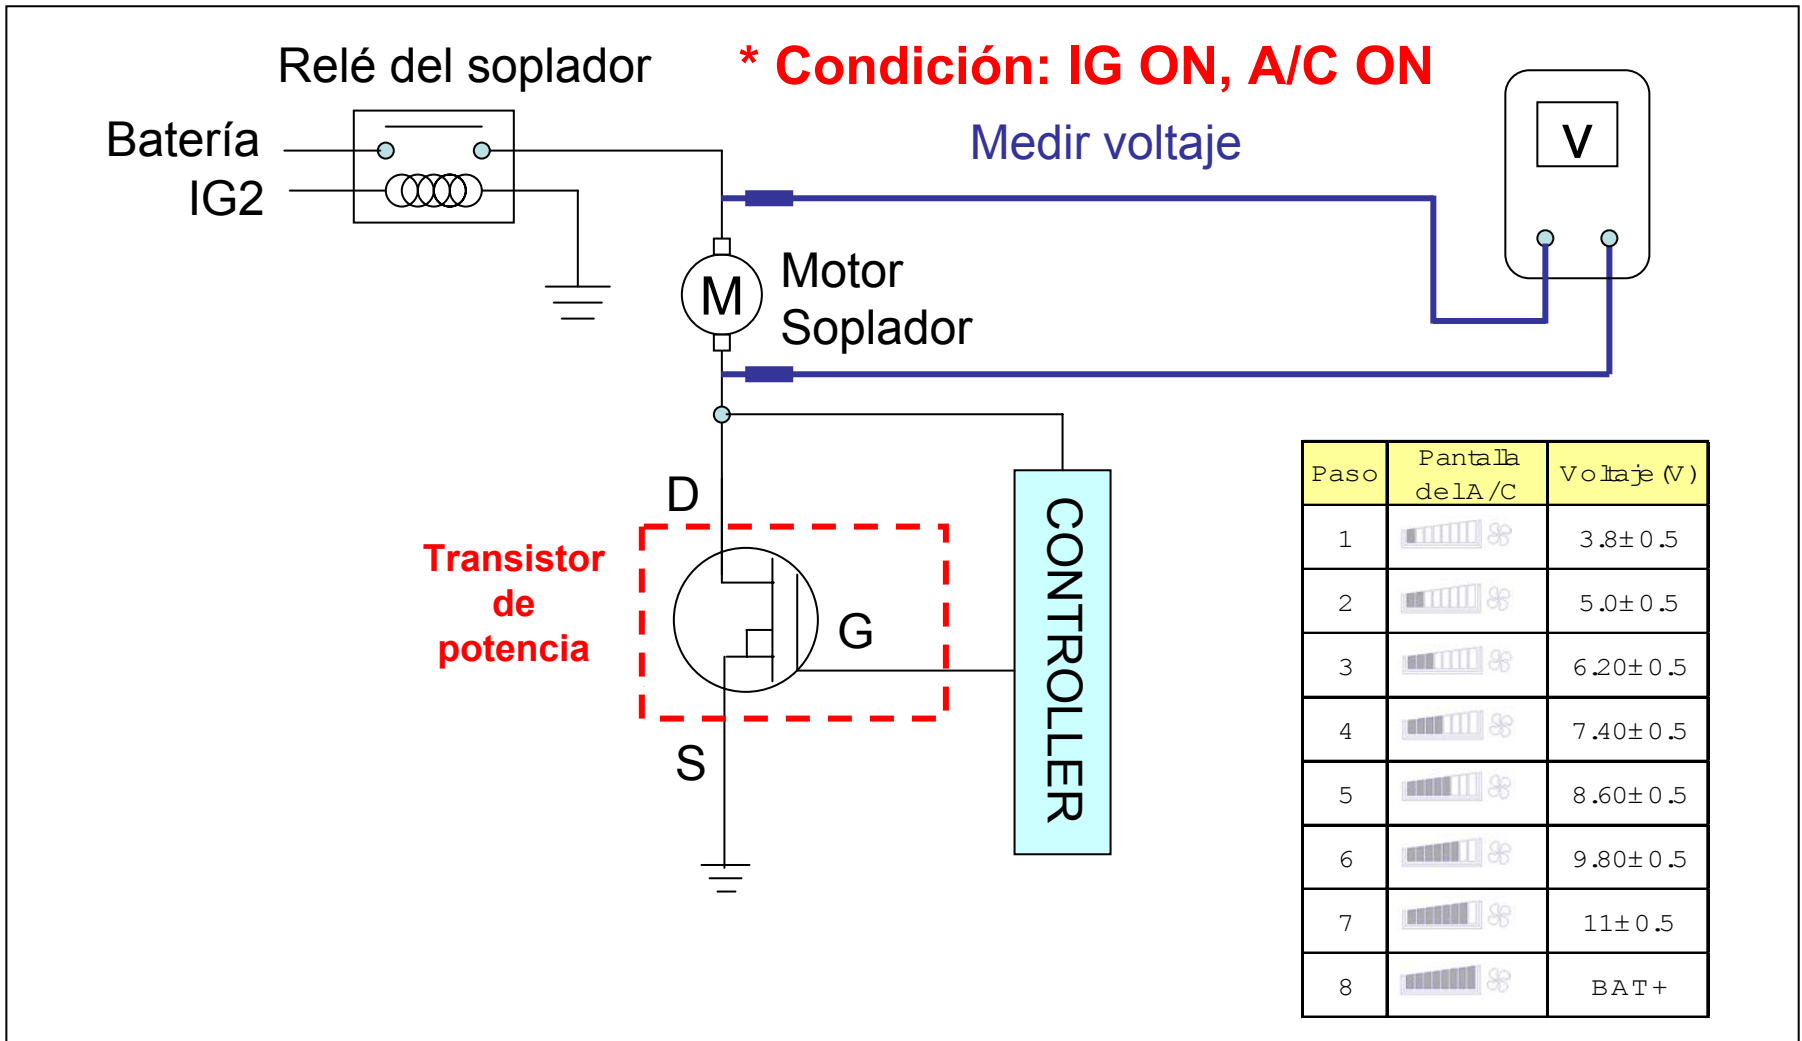 Relé del soplador
* Condición: IG ON, A/C ON
Batería
IG2
Medir voltaje
V
M
Motor
Soplador
D
Transistor
de
potencia
G
S
CONTROLLER
Paso Pantalla del A/C Voltaje (V)
1 3.8±0.5
2 5.0±0.5
3 6.20±0.5
4 7.40±0.5
5 8.60±0.5
6 9.80±0.5
7 11±0.5
8 BAT+